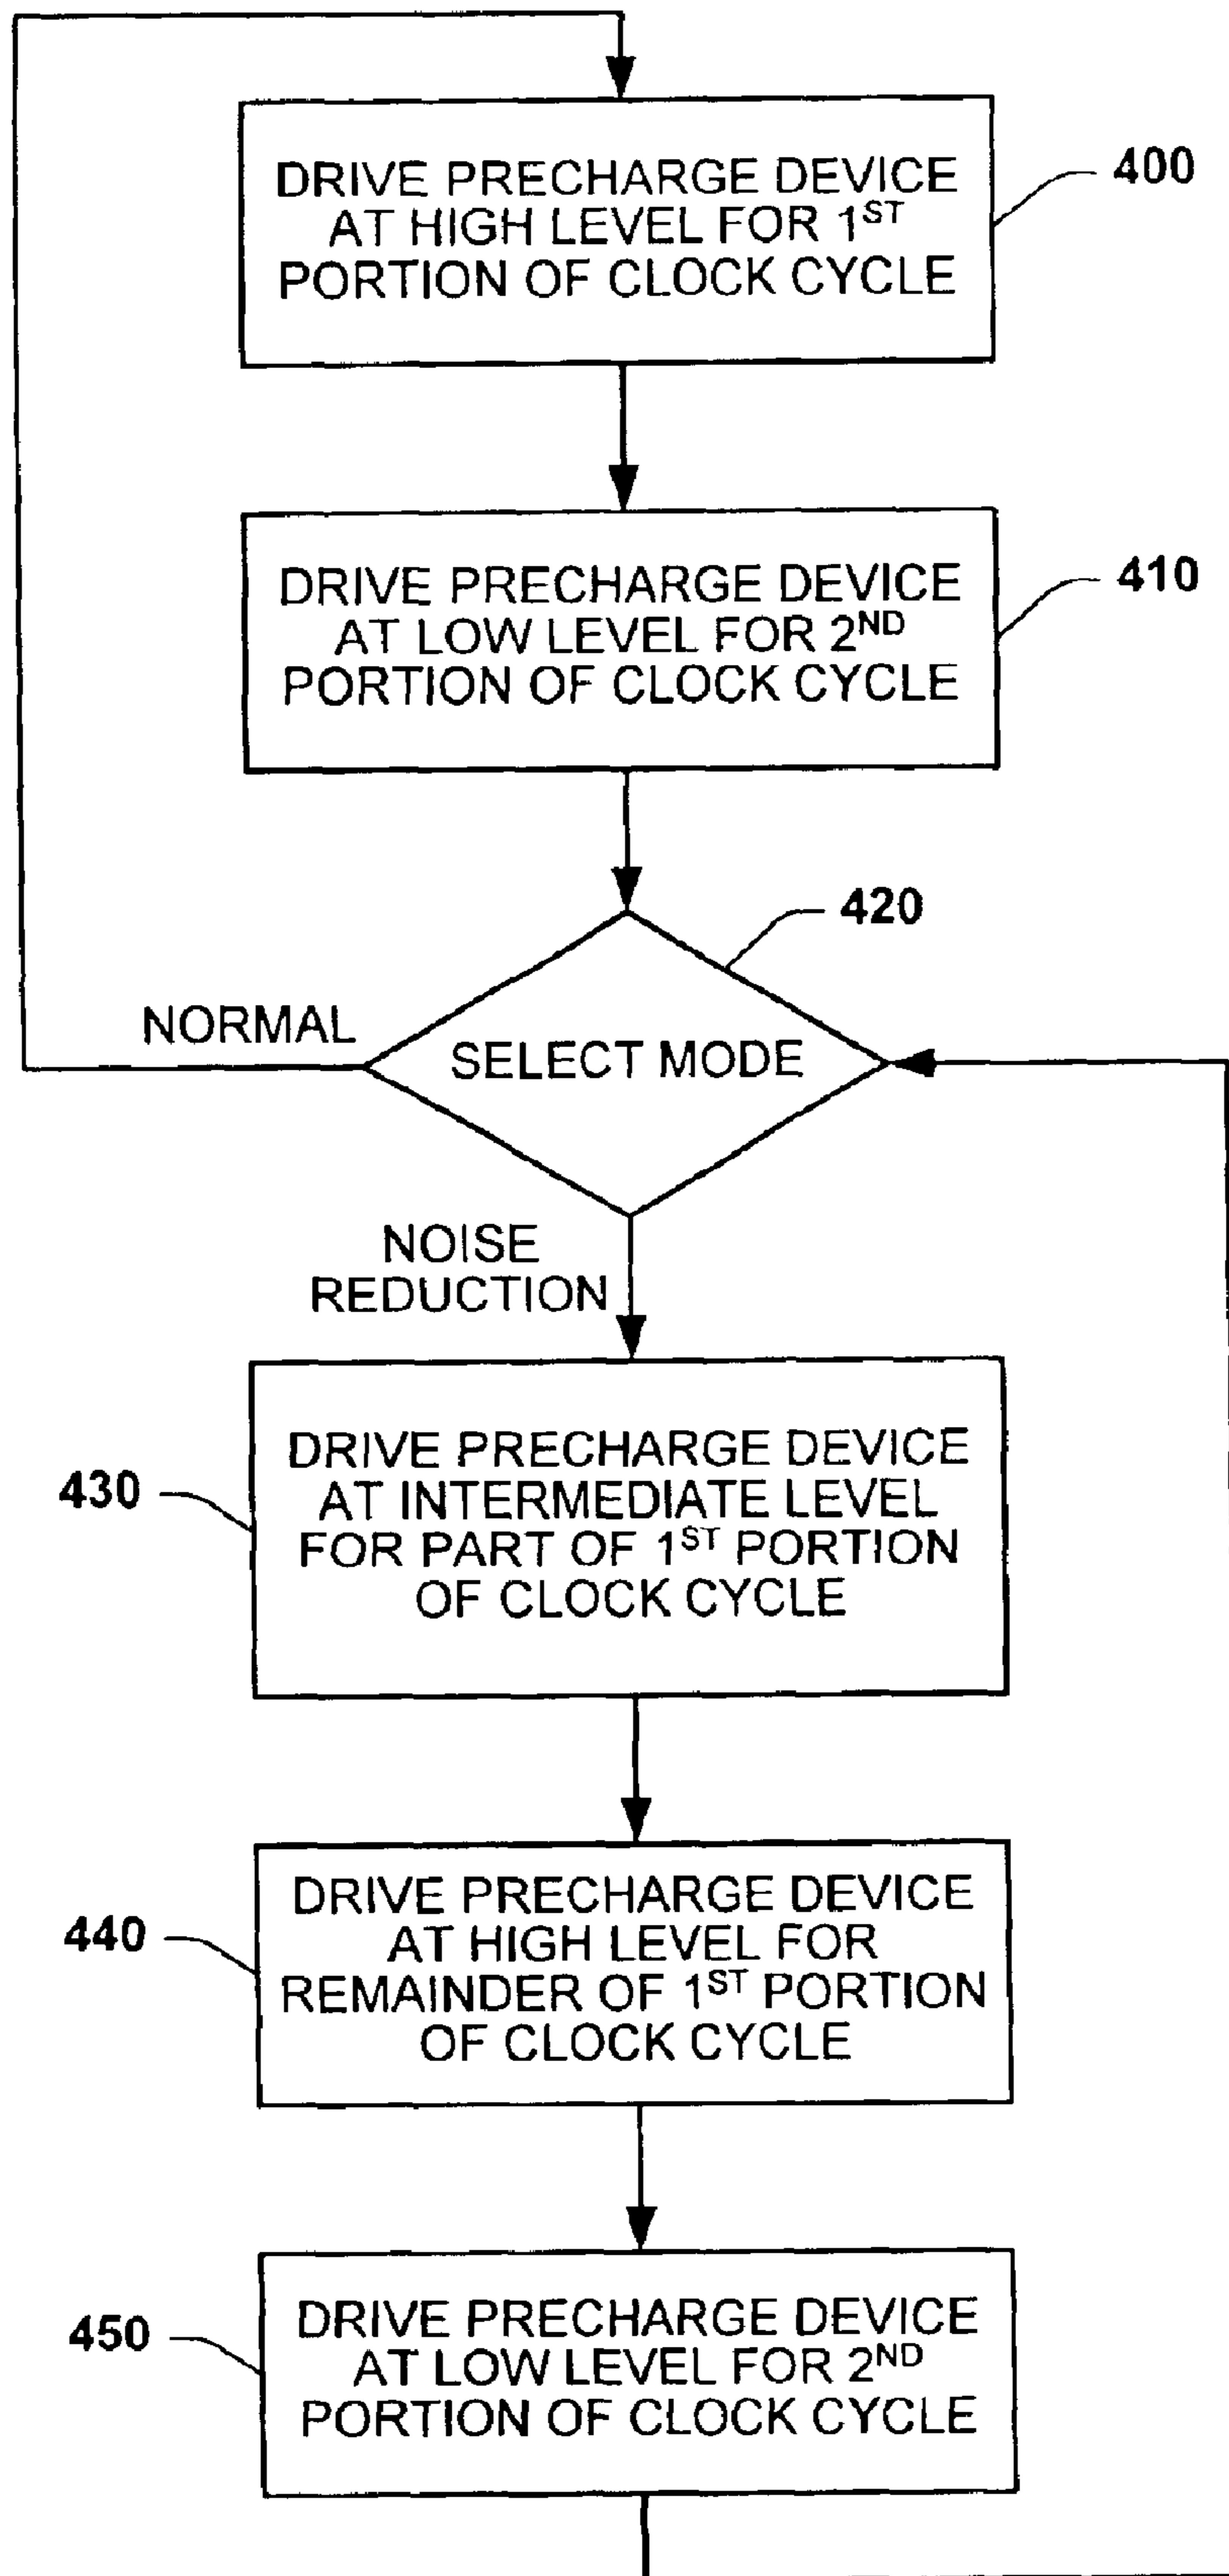 DRIVE PRECHARGE DEVICE
AT HIGH LEVEL FOR 1ST
PORTION OF CLOCK CYCLE
400
DRIVE PRECHARGE DEVICE
AT LOW LEVEL FOR 2ND
PORTION OF CLOCK CYCLE
410
420
NORMAL
SELECT MODE
NOISE
REDUCTION
430
DRIVE PRECHARGE DEVICE
AT INTERMEDIATE LEVEL
FOR PART OF 1ST PORTION
OF CLOCK CYCLE
440
DRIVE PRECHARGE DEVICE
AT HIGH LEVEL FOR
REMAINDER OF 1ST PORTION
OF CLOCK CYCLE
450
DRIVE PRECHARGE DEVICE
AT LOW LEVEL FOR 2ND
PORTION OF CLOCK CYCLE